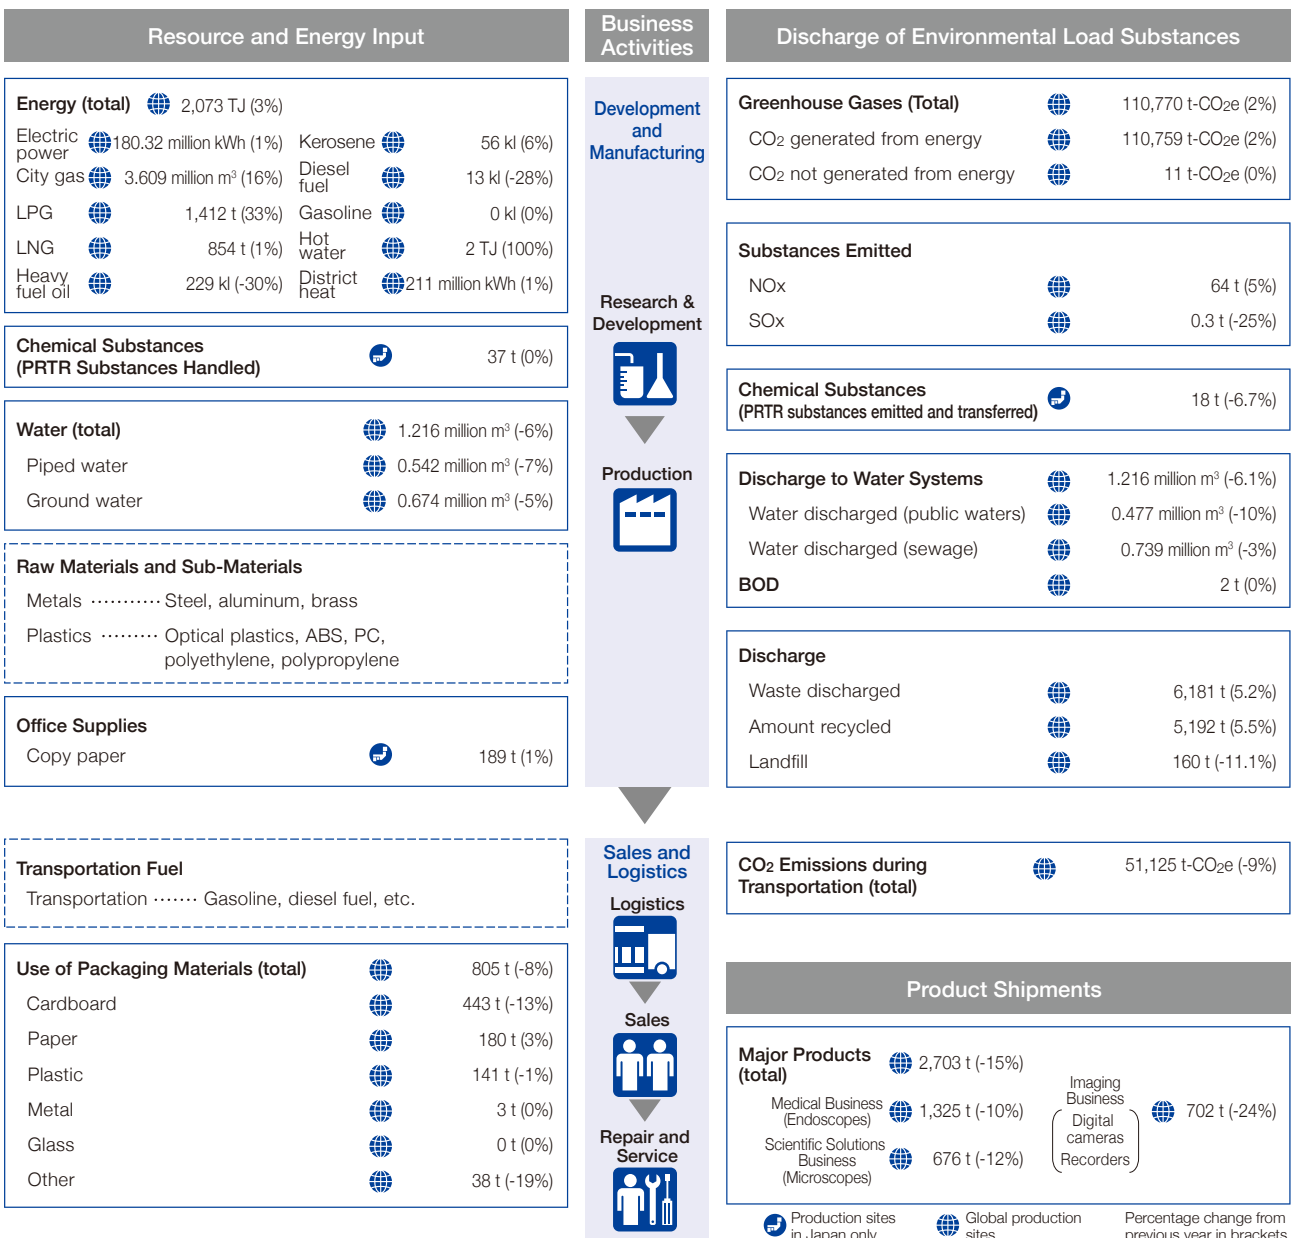 Resource and Energy Input
Energy (total) 2,073 TJ (3%)
Electric power 180.32 million kWh (1%)
Kerosene 56 kl (6%)
City gas 3.609 million m³ (16%)
Diesel fuel 13 kl (-28%)
LPG 1,412 t (33%)
Gasoline 0 kl (0%)
LNG 854 t (1%)
Hot water 2 TJ (100%)
Heavy fuel oil 229 kl (-30%)
District heat 211 million kWh (1%)
Chemical Substances
(PRTR Substances Handled) 37 t (0%)
Water (total) 1.216 million m³ (-6%)
Piped water 0.542 million m³ (-7%)
Ground water 0.674 million m³ (-5%)
Raw Materials and Sub-Materials
Metals ··········· Steel, aluminum, brass
Plastics ········· Optical plastics, ABS, PC,
polyethylene, polypropylene
Office Supplies
Copy paper 189 t (1%)
Transportation Fuel
Transportation ······· Gasoline, diesel fuel, etc.
Use of Packaging Materials (total) 805 t (-8%)
Cardboard 443 t (-13%)
Paper 180 t (3%)
Plastic 141 t (-1%)
Metal 3 t (0%)
Glass 0 t (0%)
Other 38 t (-19%)
Business
Activities
Development
and
Manufacturing
Research &
Development
Production
Sales and
Logistics
Logistics
Sales
Repair and
Service
Discharge of Environmental Load Substances
Greenhouse Gases (Total) 110,770 t-CO2e (2%)
CO2 generated from energy 110,759 t-CO2e (2%)
CO2 not generated from energy 11 t-CO2e (0%)
Substances Emitted
NOx 64 t (5%)
SOx 0.3 t (-25%)
Chemical Substances
(PRTR substances emitted and transferred) 18 t (-6.7%)
Discharge to Water Systems 1.216 million m³ (-6.1%)
Water discharged (public waters) 0.477 million m³ (-10%)
Water discharged (sewage) 0.739 million m³ (-3%)
BOD 2 t (0%)
Discharge
Waste discharged 6,181 t (5.2%)
Amount recycled 5,192 t (5.5%)
Landfill 160 t (-11.1%)
CO2 Emissions during
Transportation (total) 51,125 t-CO2e (-9%)
Product Shipments
Major Products
(total) 2,703 t (-15%)
Medical Business
(Endoscopes) 1,325 t (-10%)
Scientific Solutions
Business
(Microscopes) 676 t (-12%)
Imaging
Business
Digital
cameras
Recorders
702 t (-24%)
Production sites
in Japan only
Global production
sites
Percentage change from
previous year in brackets